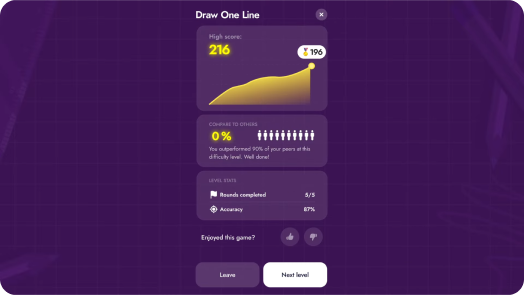 Draw One Line
High score:
216
196
COMPARE TO OTHERS
0%
You outperformed 90% of your peers at this
difficulty level. Well done!
LEVEL STATS
Rounds completed 5/5
Accuracy 87%
Enjoyed this game?
Leave
Next level